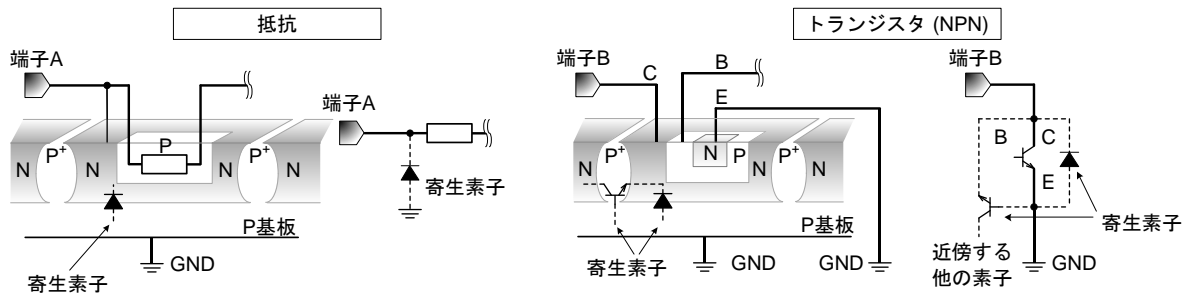 抵抗
端子A
P
N
P+
N
P+
N
P基板
寄生素子
GND
端子A
寄生素子
トランジスタ (NPN)
端子B
C
B
E
N
P+
N
N
P
P+
N
P基板
寄生素子
GND
GND
端子B
B
C
E
寄生素子
近傍する
他の素子
GND